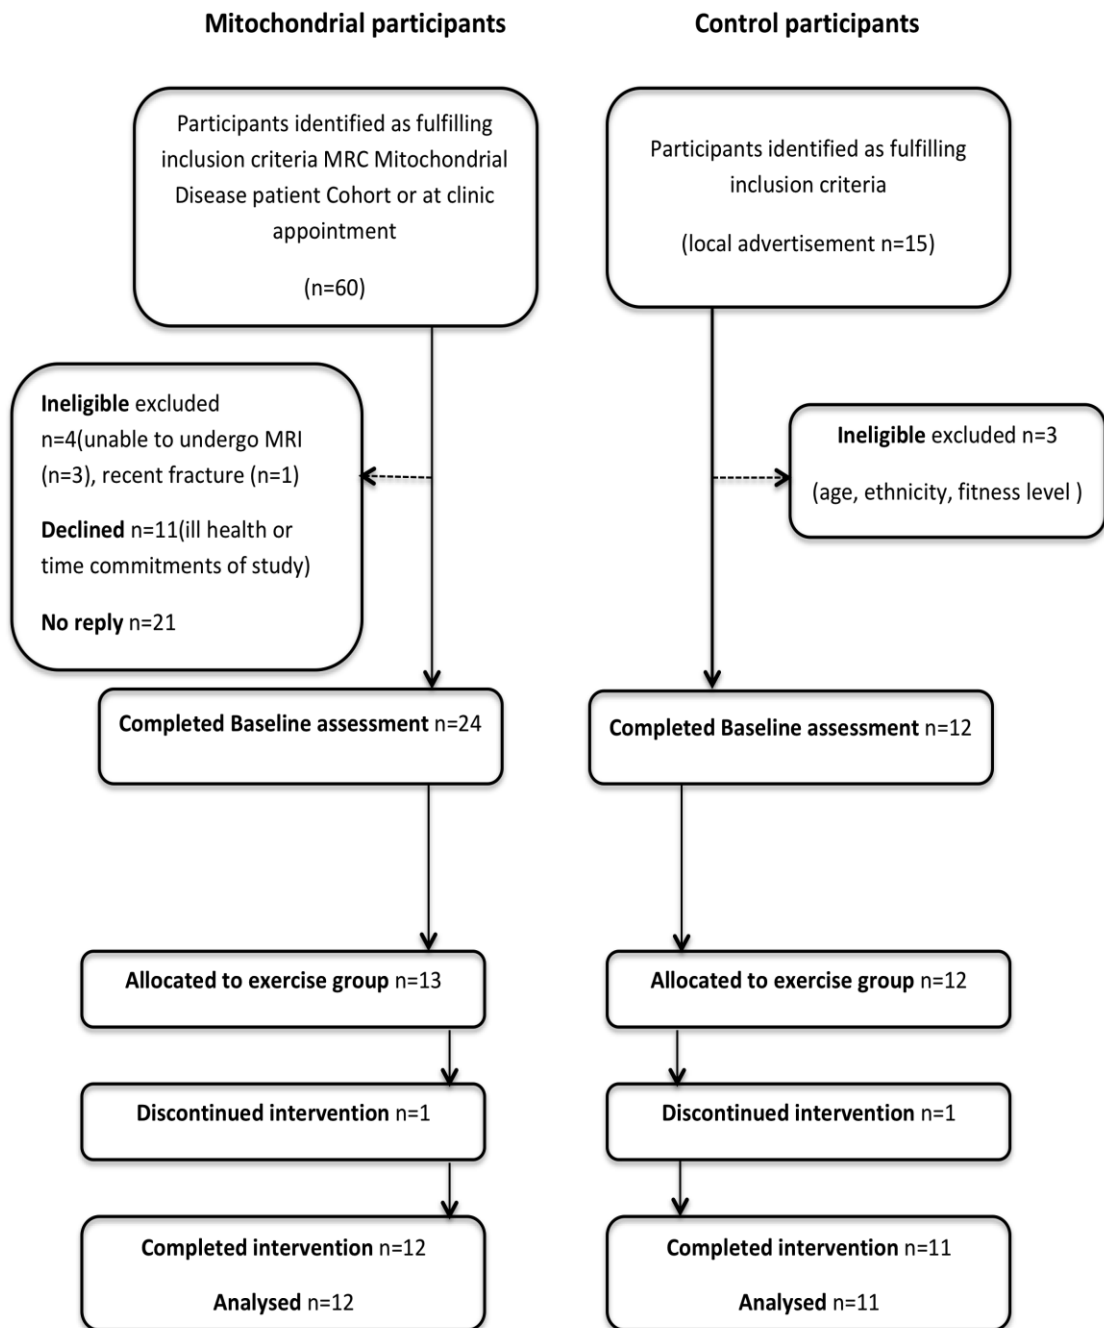 Mitochondrial participants
Control participants
Participants identified as fulfilling
inclusion criteria MRC Mitochondrial
Disease patient Cohort or at clinic
appointment
(n=60)
Participants identified as fulfilling
inclusion criteria
(local advertisement n=15)
Ineligible excluded
n=4(unable to undergo MRI
(n=3), recent fracture (n=1)
Declined n=11(ill health or
time commitments of study)
No reply n=21
Ineligible excluded n=3
(age, ethnicity, fitness level )
Completed Baseline assessment n=24
Completed Baseline assessment n=12
Allocated to exercise group n=13
Allocated to exercise group n=12
Discontinued intervention n=1
Discontinued intervention n=1
Completed intervention n=12
Analysed n=12
Completed intervention n=11
Analysed n=11